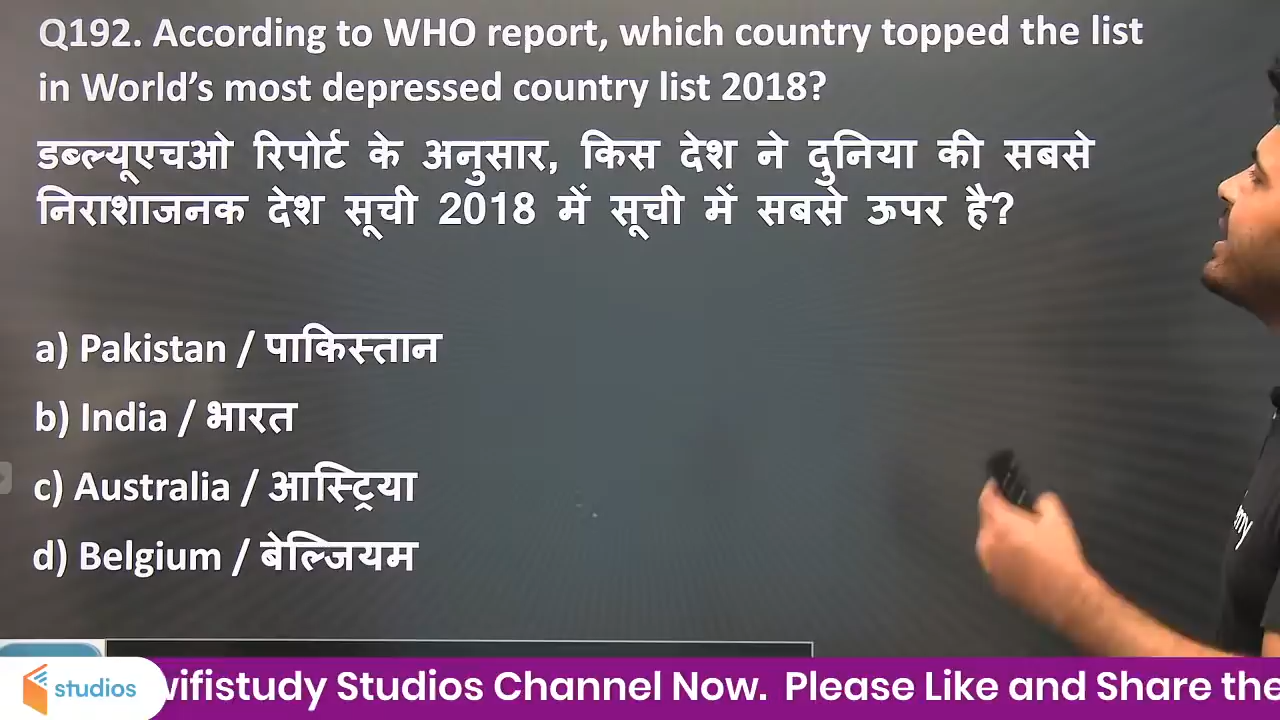 Q192. According to WHO report, which country topped the list
in World’s most depressed country list 2018?
डब्ल्यूएचओ रिपोर्ट के अनुसार, किस देश ने दुनिया की सबसे
निराशाजनक देश सूची 2018 में सूची में सबसे ऊपर है?
a) Pakistan / पाकिस्तान
b) India / भारत
c) Australia / आस्ट्रिया
d) Belgium / बेल्जियम
studios
wifistudy Studios Channel Now. Please Like and Share the